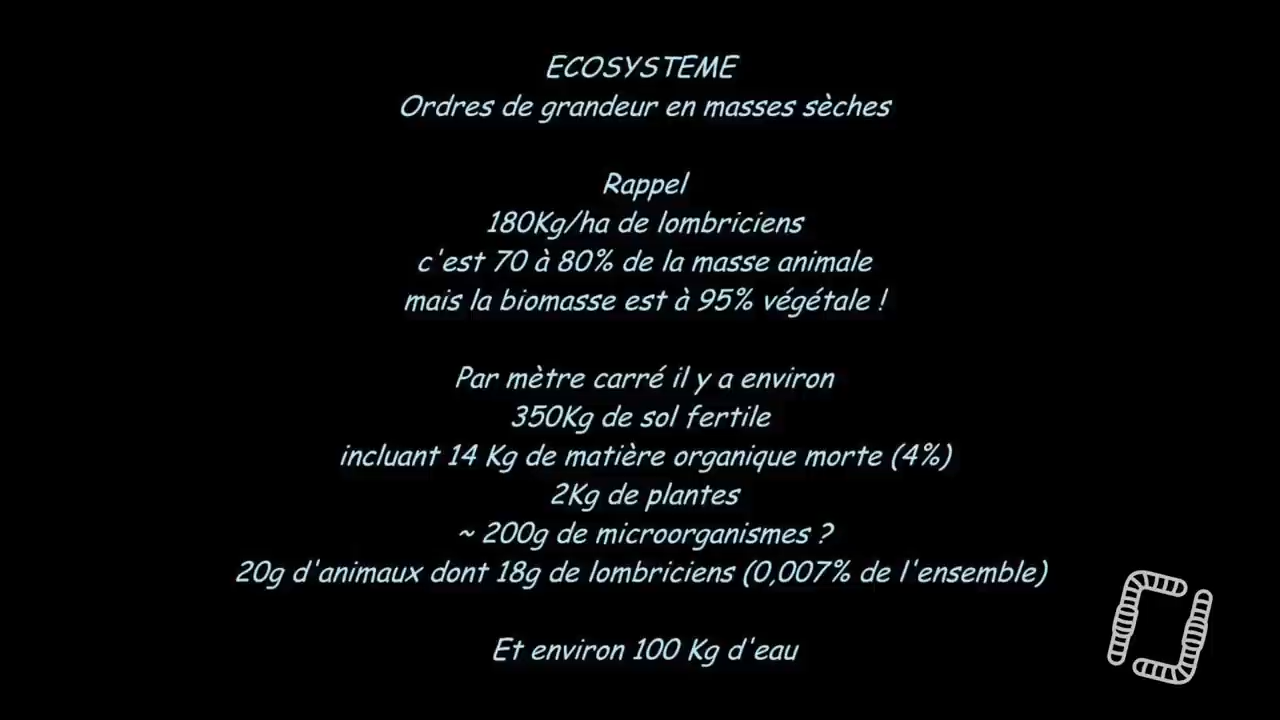 ECOSYSTEME
Ordres de grandeur en masses sèches
Rappel
180Kg/ha de lombriciens
c'est 70 à 80% de la masse animale
mais la biomasse est à 95% végétale !
Par mètre carré il y a environ
350Kg de sol fertile
incluant 14 Kg de matière organique morte (4%)
2Kg de plantes
~ 200g de microorganismes ?
20g d'animaux dont 18g de lombriciens (0,007% de l'ensemble)
Et environ 100 Kg d'eau